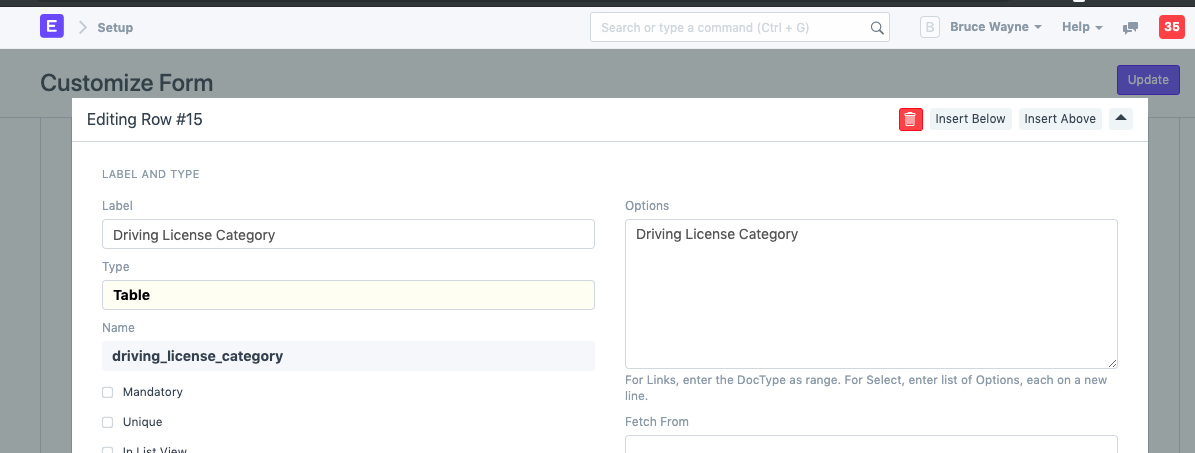 E
Setup
Search or type a command (Ctrl + G)
B
Bruce Wayne
Help
35
Customize Form
Update
Editing Row #15
Insert Below
Insert Above
LABEL AND TYPE
Label
Driving License Category
Type
Table
Name
driving_license_category
Mandatory
Unique
In List View
Options
Driving License Category
For Links, enter the DocType as range. For Select, enter list of Options, each on a new
line.
Fetch From